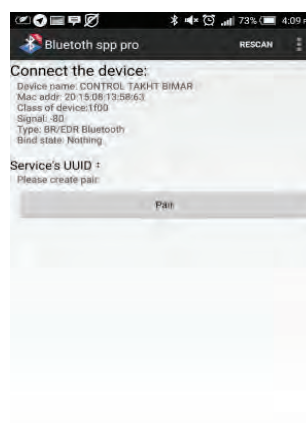 73% 4:09
Bluetoth spp pro RESCAN
Connect the device:
Device name: CONTROL TAKHT BIMAR
Mac addr: 20:15:08:13:58:63
Class of device:1f00
Signal: -80
Type: BR/EDR Bluetooth
Bind state: Nothing
Service's UUID :
Please create pair
Pair